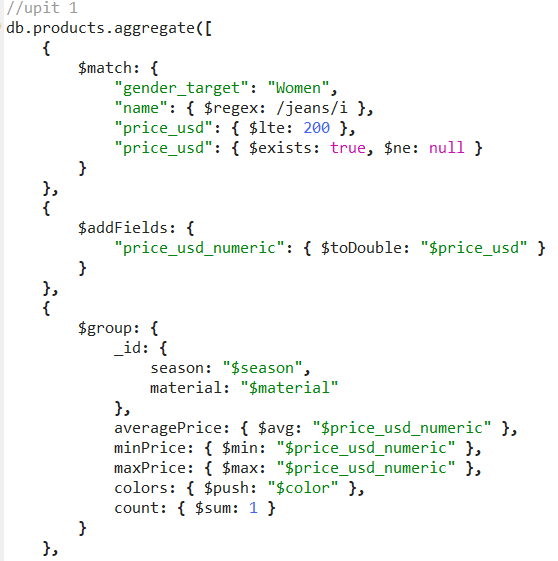 //upit 1
db.products.aggregate([
    {
        $match: {
            "gender_target": "Women",
            "name": { $regex: /jeans/i },
            "price_usd": { $lte: 200 },
            "price_usd": { $exists: true, $ne: null }
        }
    },
    {
        $addFields: {
            "price_usd_numeric": { $toDouble: "$price_usd" }
        }
    },
    {
        $group: {
            _id: {
                season: "$season",
                material: "$material"
            },
            averagePrice: { $avg: "$price_usd_numeric" },
            minPrice: { $min: "$price_usd_numeric" },
            maxPrice: { $max: "$price_usd_numeric" },
            colors: { $push: "$color" },
            count: { $sum: 1 }
        }
    },